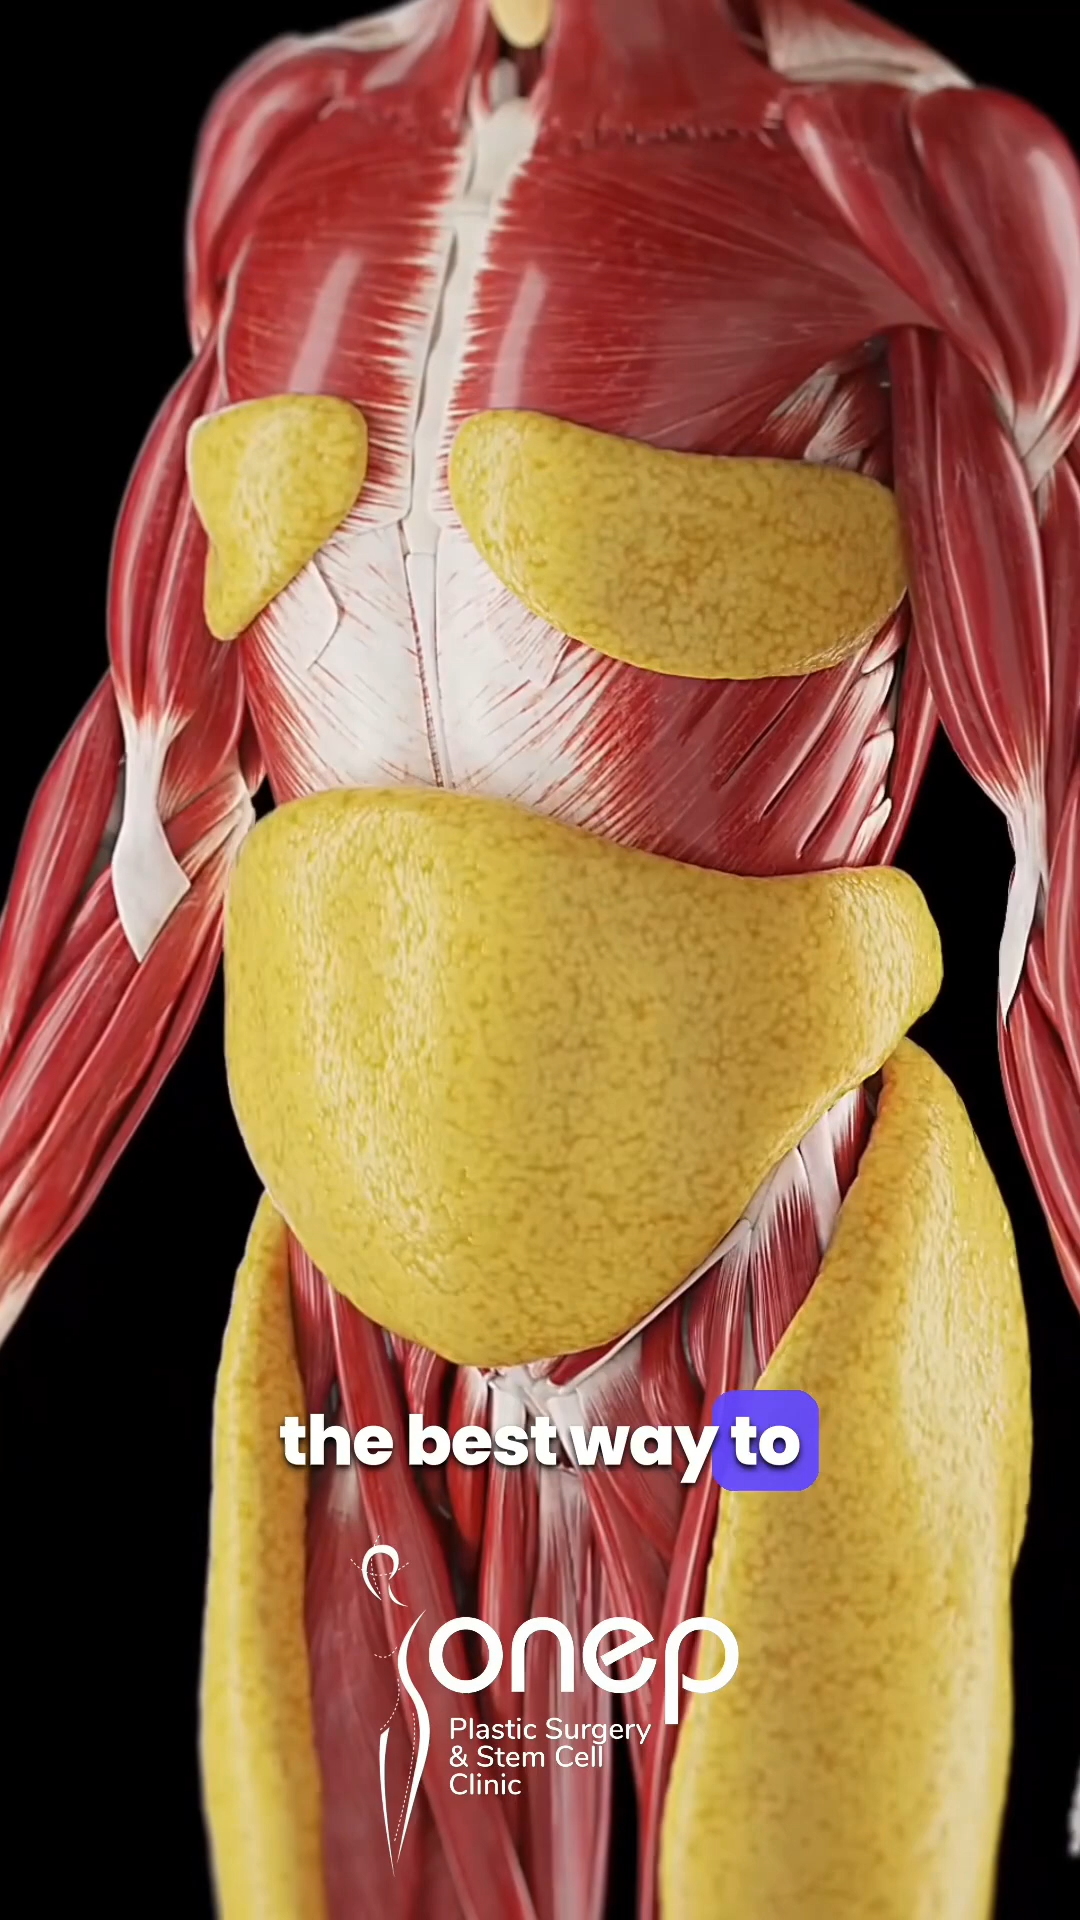 the best way to
onep
Plastic Surgery
& Stem Cell
Clinic